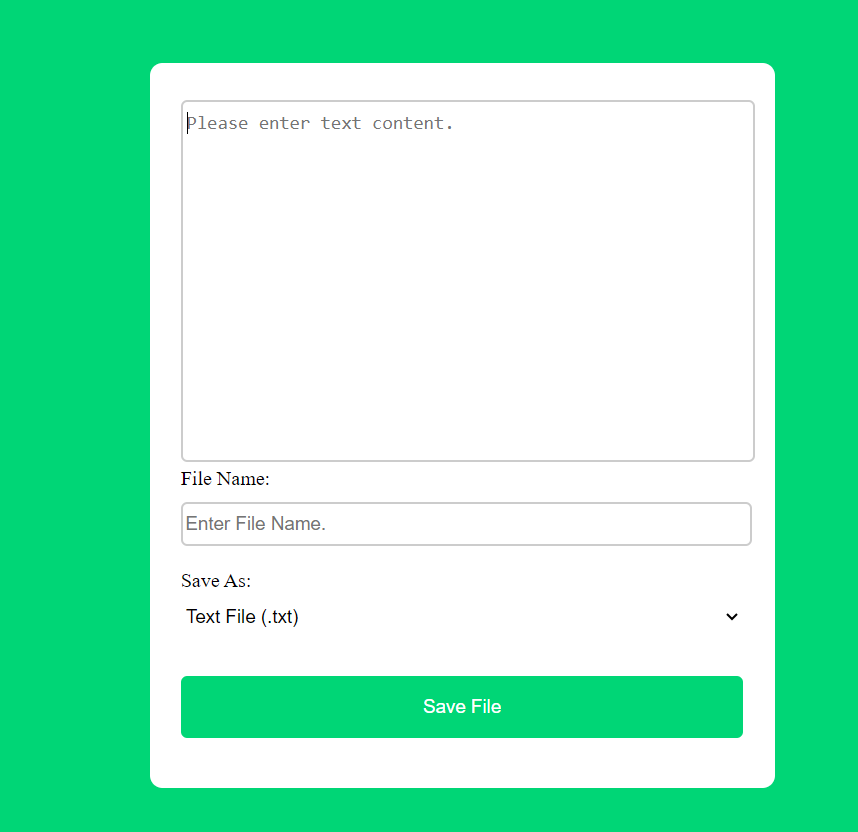 Please enter text content.
File Name:
Enter File Name.
Save As:
Text File (.txt)
Save File